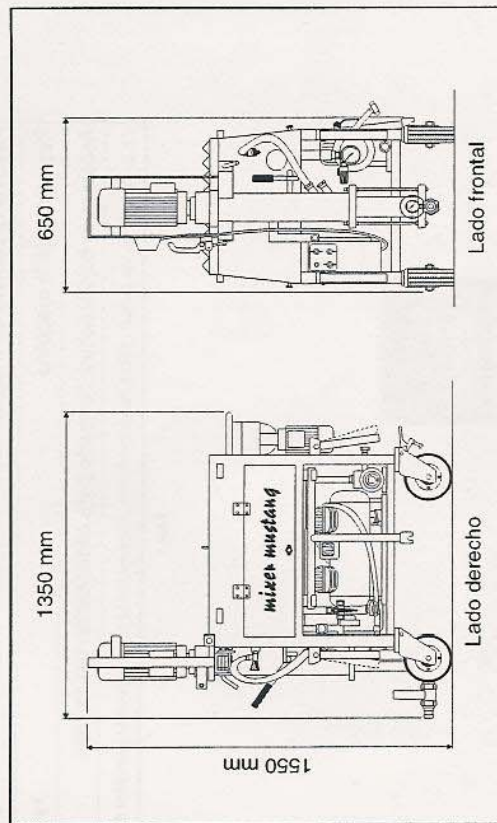 650 mm
Lado frontal
1350 mm
mixer mustang
1550 mm
Lado derecho